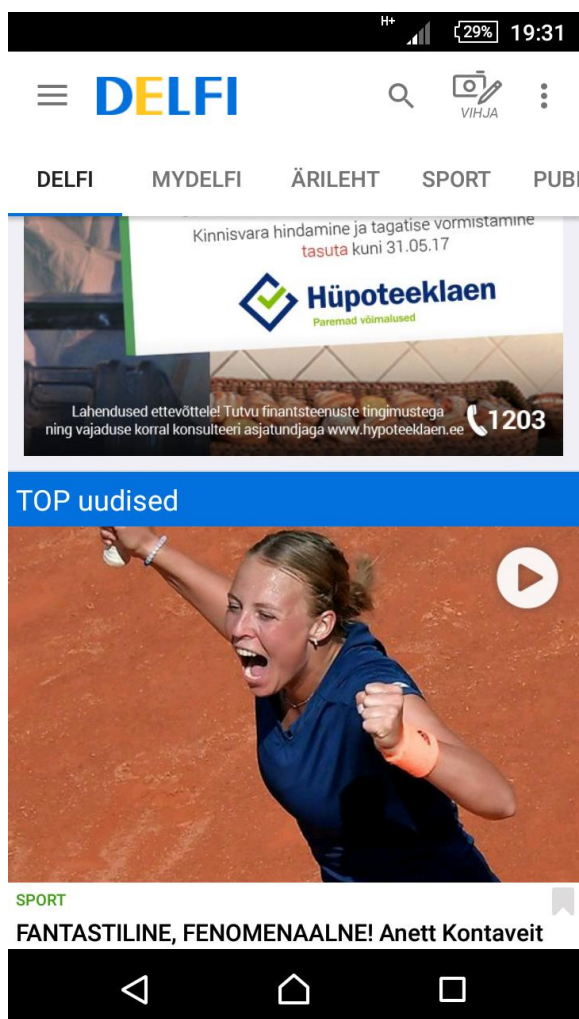 H+ 29% 19:31
DELFI
VIHJA
DELFI MYDELFI ÄRILEHT SPORT PUBI
Kinnisvara hindamine ja tagatise vormistamine
tasuta kuni 31.05.17
Hüpoteeklaen
Paremad võimalused
Lahendused ettevõttele! Tutvu finantsteenuste tingimustega
ning vajaduse korral konsulteeri asjatundjaga www.hypoteeklaen.ee
1203
TOP uudised
SPORT
FANTASTILINE, FENOMENAALNE! Anett Kontaveit